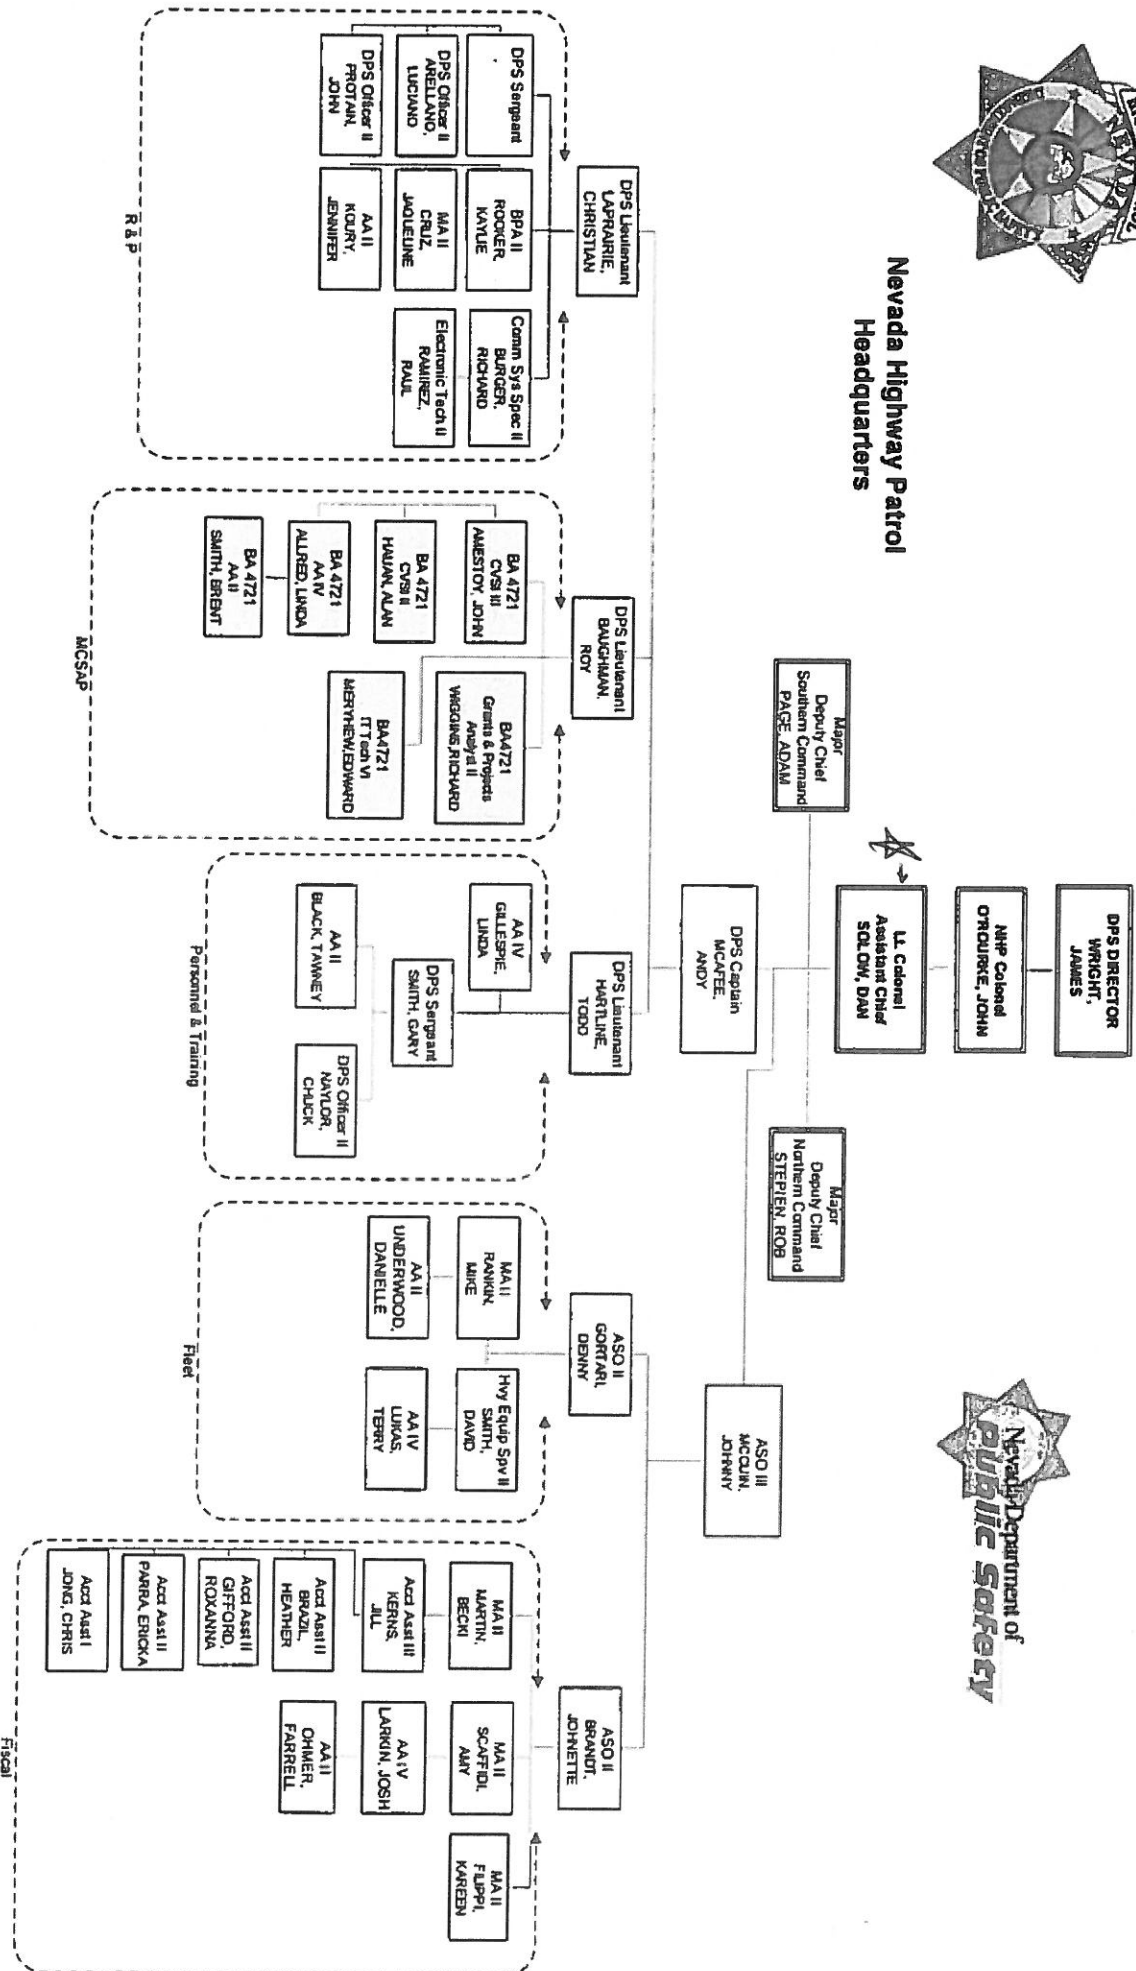 NEVADA
Nevada Highway Patrol
Headquarters
Nevada Department of
Public Safety
DPS DIRECTOR
WRIGHT,
JAMES
NHP Colonel
O'ROURKE, JOHN
Lt. Colonel
Assistant Chief
SOLOW, DAN
Major
Deputy Chief
Southern Command
PAGE, ADAM
Major
Deputy Chief
Northern Command
STEPIEN, ROB
DPS Captain
MCAFEE,
ANDY
ASO III
MCCUIN,
JOHNNY
DPS Lieutenant
LAPRAIRIE,
CHRISTIAN
DPS Sergeant
DPS Officer II
ARELLANO,
LUCIANO
DPS Officer II
PROTAIN,
JOHN
BPA II
ROOKER,
KAYLIE
MA II
CRUZ,
JAQUELINE
AA II
KOURY,
JENNIFER
Comm Sys Spec II
BURGER,
RICHARD
Electronic Tech II
RAMIREZ,
RAUL
R & P
DPS Lieutenant
BAUGHMAN,
ROY
BA 4721
CVSI III
AMESTOY, JOHN
BA 4721
CVSI II
HAUAN, ALAN
BA 4721
AA IV
ALLRED, LINDA
BA 4721
AA II
SMITH, BRENT
BA4721
Grants & Projects
Analyst II
WIGGINS, RICHARD
BA4721
IT Tech VI
MERYHEW, EDWARD
MCSAP
DPS Lieutenant
HARTLINE,
TODD
AA IV
GILLESPIE,
LINDA
DPS Sergeant
SMITH, GARY
AA II
BLACK, TAWNEY
DPS Officer II
NAYLOR,
CHUCK
Personnel & Training
ASO II
GORTARI,
DENNY
MA II
RANKIN,
MIKE
AA II
UNDERWOOD,
DANIELLE
Hvy Equip Spv II
SMITH,
DAVID
AA IV
LUKAS,
TERRY
Fleet
ASO II
BRANDT,
JOHNETTE
MA II
MARTIN,
BECKI
Acct Asst III
KERNS,
JILL
Acct Asst II
BRAZIL,
HEATHER
Acct Asst II
GIFFORD,
ROXANNA
Acct Asst II
PARRA, ERICKA
Acct Asst I
JONG, CHRIS
MA II
SCAFFIDI,
AMY
AA IV
LARKIN, JOSH
AA II
OHMER,
FARRELL
MA II
FILIPPI,
KAREEN
Fiscal